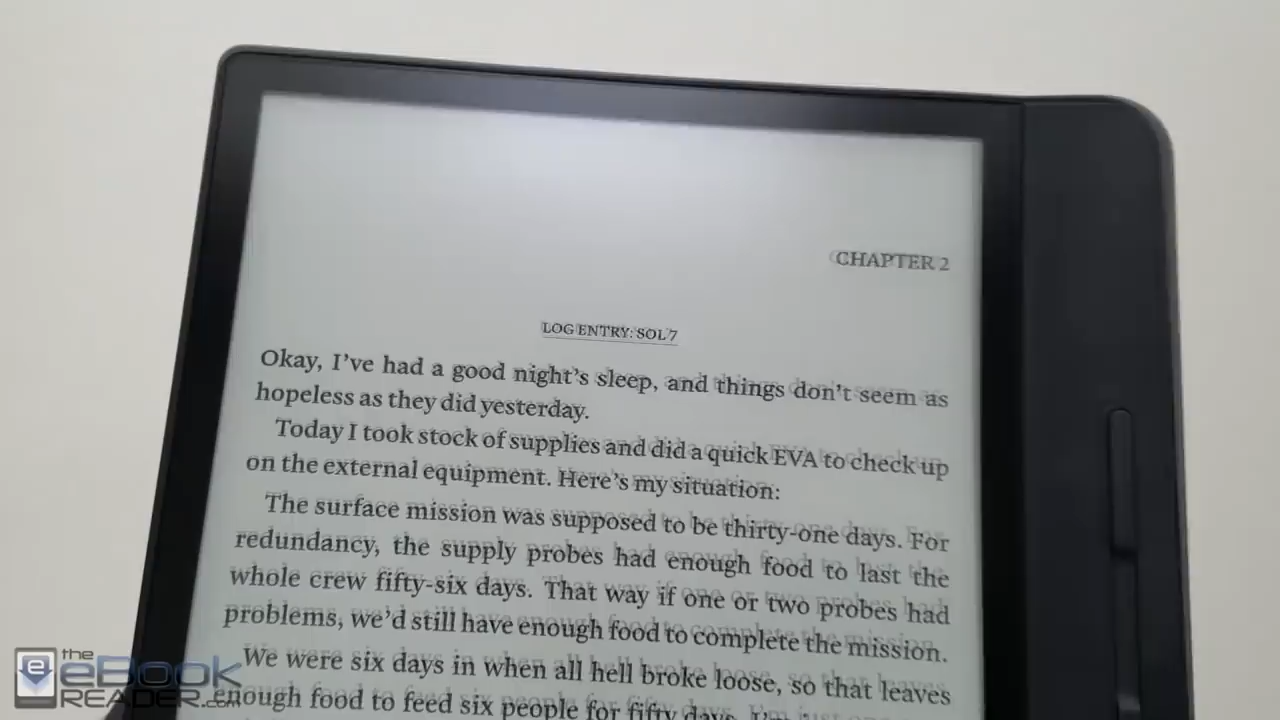 CHAPTER 2
LOG ENTRY: SOL 7
Okay, I've had a good night's sleep, and things don't seem as
hopeless as they did yesterday.
Today I took stock of supplies and did a quick EVA to check up
on the external equipment. Here's my situation:
The surface mission was supposed to be thirty-one days. For
redundancy, the supply probes had enough food to last the
whole crew fifty-six days. That way if one or two probes had
problems, we'd still have enough food to complete the mission.
We were six days in when all hell broke loose, so that leaves
enough food to feed six people for fifty days. I'm just one
the
eBook
READER.com